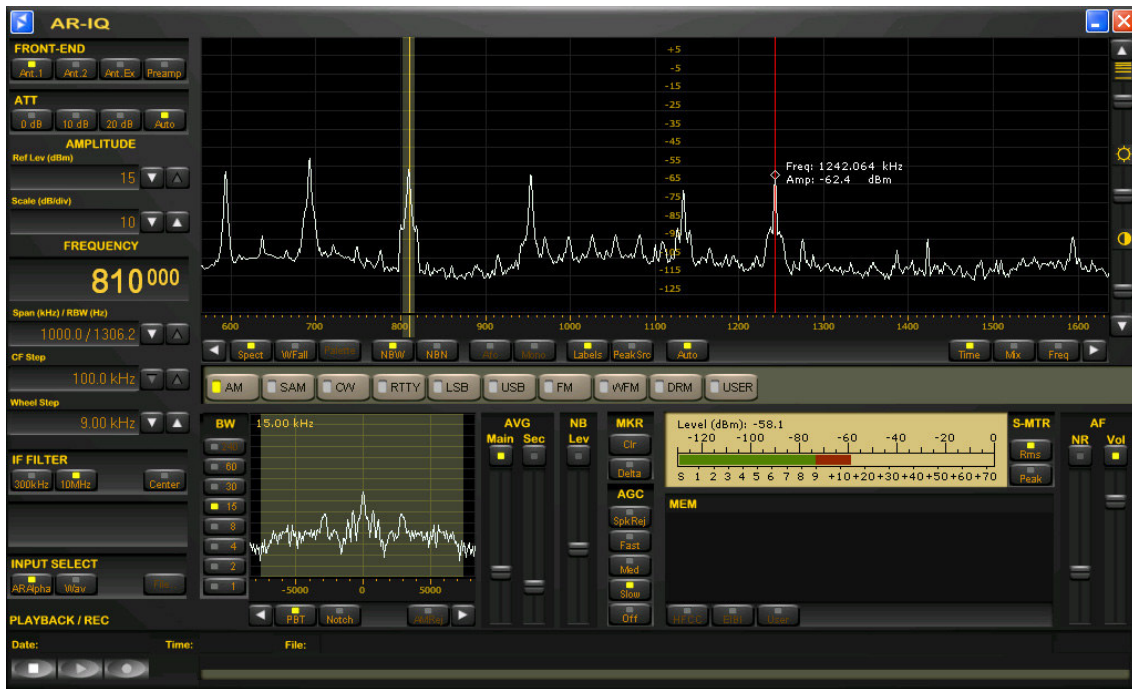 AR-IQ
FRONT-END
Ant.1 Ant.2 Ant.Ex Preamp
ATT
0 dB 10 dB 20 dB Auto
AMPLITUDE
Ref Lev (dBm)
15
Scale (dB/div)
10
FREQUENCY
810 000
Span (kHz) / RBW (Hz)
1000.0 / 1306.2
CF Step
100.0 kHz
Wheel Step
9.00 kHz
IF FILTER
300kHz 10MHz Center
INPUT SELECT
ARAlpha Wav File
PLAYBACK / REC
Date: Time: File:
+5
-5
-15
-25
-35
-45
-55
-65
-75
-85
-95
-105
-115
-125
Freq: 1242.064 kHz
Amp: -62.4 dBm
600 700 800 900 1000 1100 1200 1300 1400 1500 1600
Spect WFall Palette NBW NBN Mono Labels PeakSrc Auto Time Mix Freq
AM SAM CW RTTY LSB USB FM WFM DRM USER
BW
60
30
15
8
4
2
1
15.00 kHz
-5000 0 5000
PBT Notch AMRej
AVG
Main Sec
NB
Lev
MKR
Clr
Delta
AGC
SpkRej
Fast
Med
Slow
Off
Level (dBm): -58.1
-120 -100 -80 -60 -40 -20 0
S 1 2 3 4 5 6 7 8 9 +10+20+30+40+50+60+70
S-MTR
Rms
Peak
AF
NR Vol
MEM
HFCC EIBI User